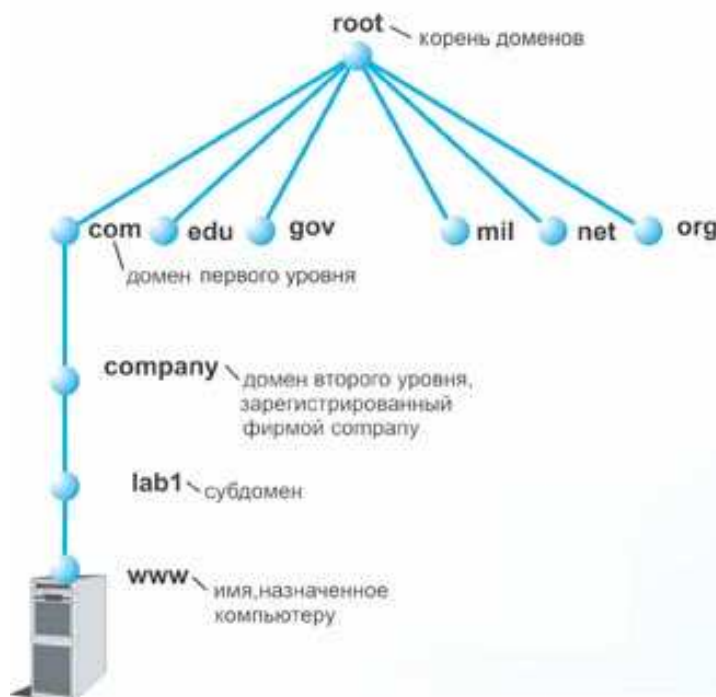 root
корень доменов
com
edu
gov
mil
net
org
домен первого уровня
company
домен второго уровня,
зарегистрированный
фирмой company
lab1
субдомен
www
имя,назначенное
компьютеру